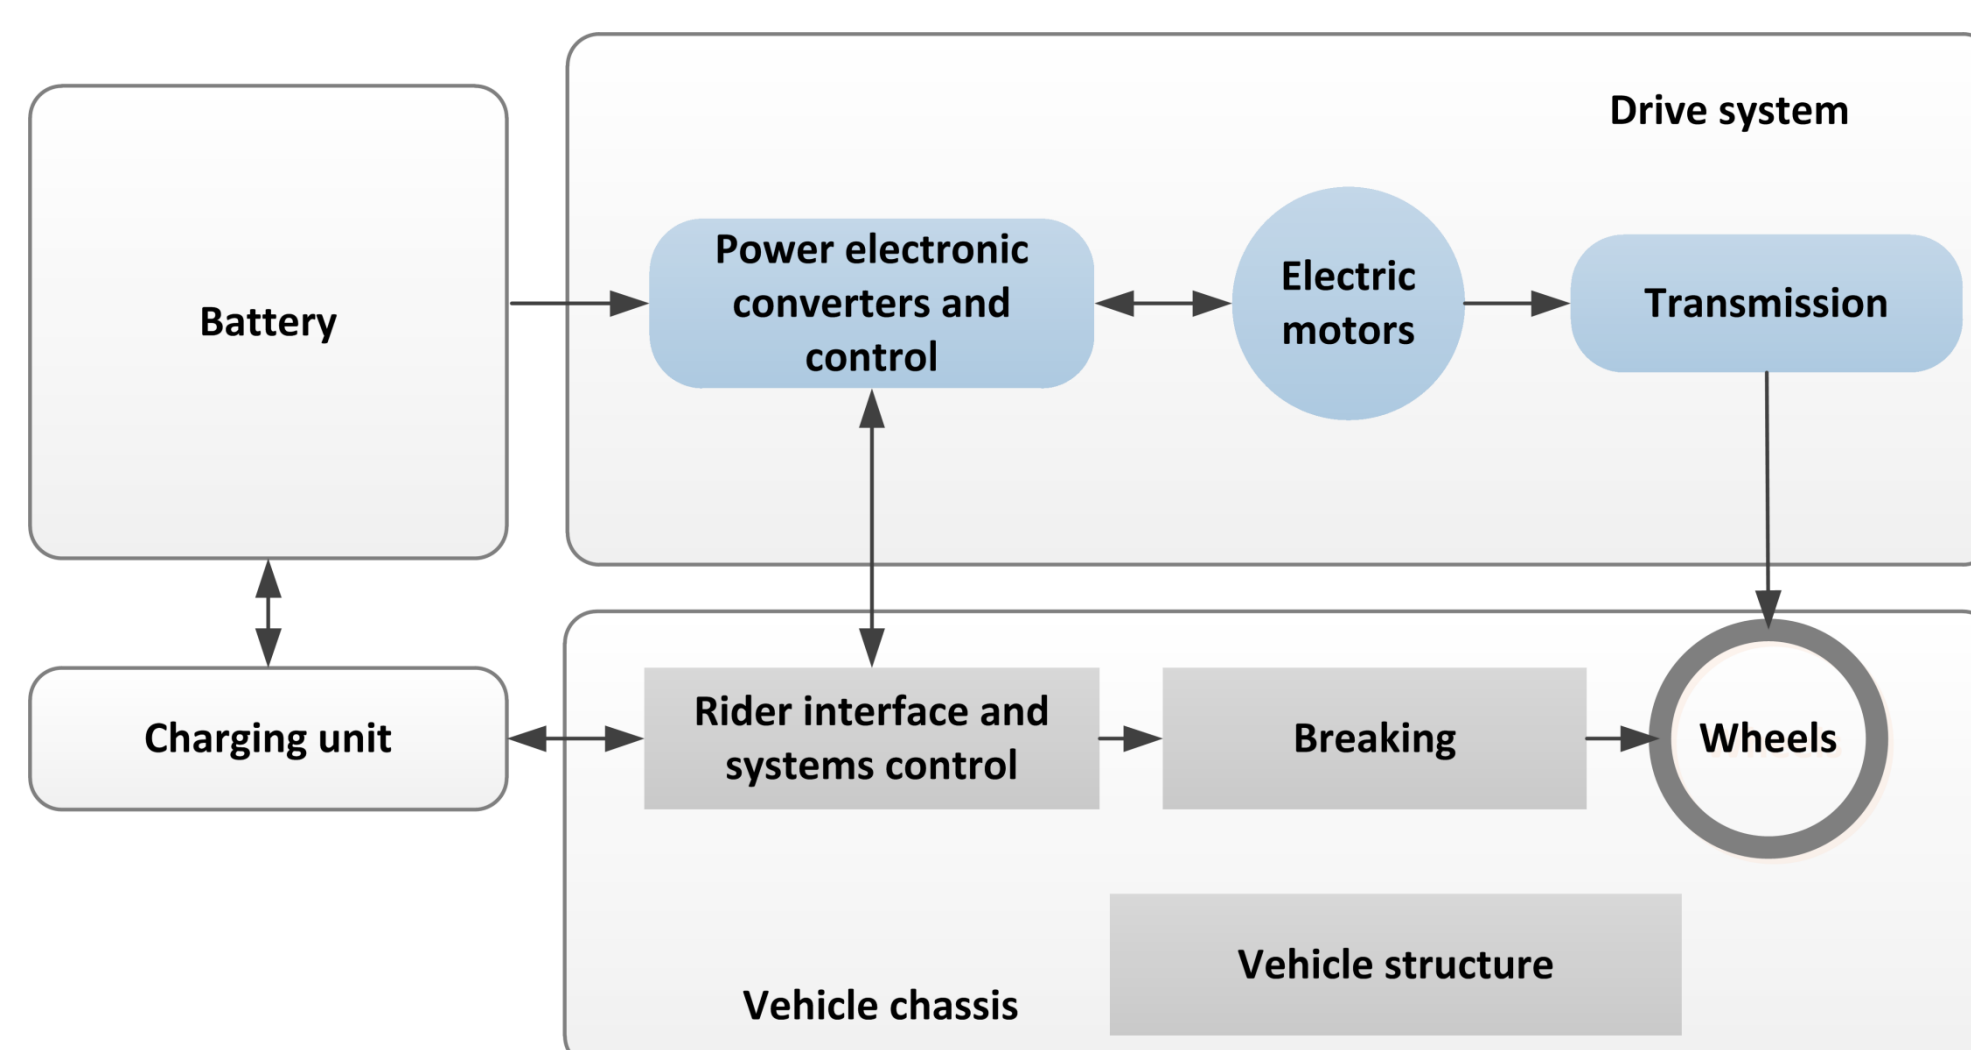 Drive system
Battery
Power electronic
converters and
control
Electric
motors
Transmission
Charging unit
Rider interface and
systems control
Breaking
Wheels
Vehicle structure
Vehicle chassis